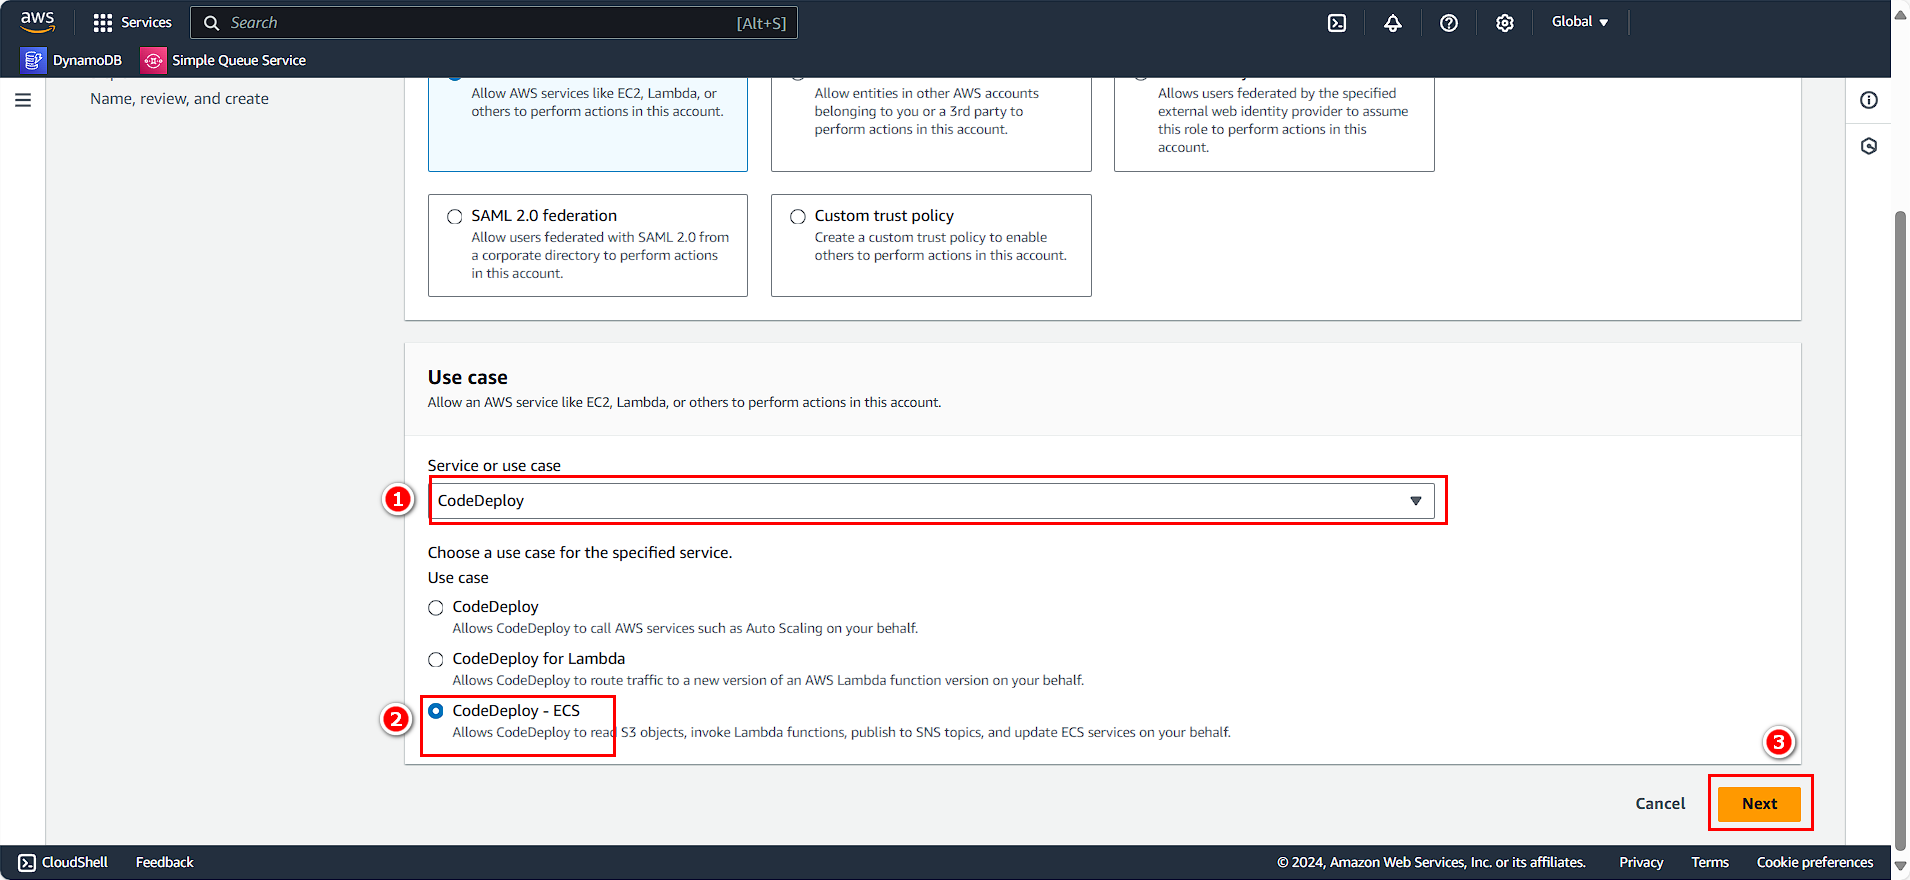 aws
Services
Search
[Alt+S]
Global
DynamoDB
Simple Queue Service
Name, review, and create
Allow AWS services like EC2, Lambda, or
others to perform actions in this account.
Allow entities in other AWS accounts
belonging to you or a 3rd party to
perform actions in this account.
Allows users federated by the specified
external web identity provider to assume
this role to perform actions in this
account.
SAML 2.0 federation
Allow users federated with SAML 2.0 from
a corporate directory to perform actions
in this account.
Custom trust policy
Create a custom trust policy to enable
others to perform actions in this account.
Use case
Allow an AWS service like EC2, Lambda, or others to perform actions in this account.
Service or use case
1
CodeDeploy
Choose a use case for the specified service.
Use case
CodeDeploy
Allows CodeDeploy to call AWS services such as Auto Scaling on your behalf.
CodeDeploy for Lambda
Allows CodeDeploy to route traffic to a new version of an AWS Lambda function version on your behalf.
2
CodeDeploy - ECS
Allows CodeDeploy to read S3 objects, invoke Lambda functions, publish to SNS topics, and update ECS services on your behalf.
3
Cancel
Next
CloudShell
Feedback
© 2024, Amazon Web Services, Inc. or its affiliates.
Privacy
Terms
Cookie preferences